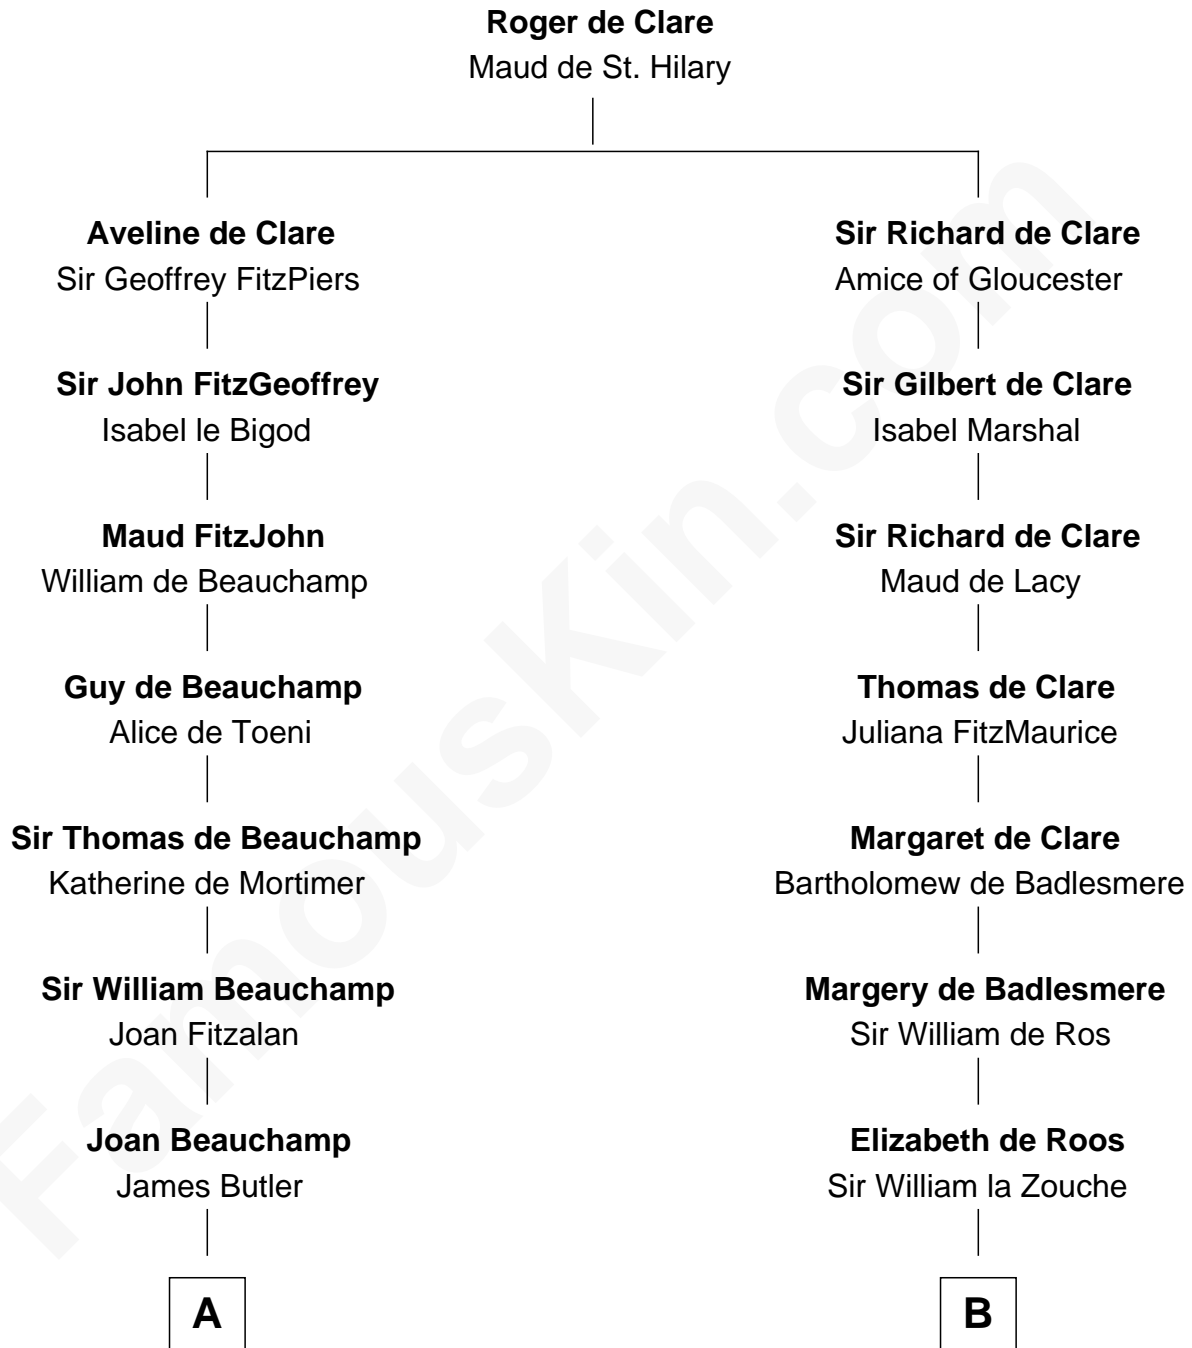 Roger de Clare
Maud de St. Hilary
Aveline de Clare
Sir Geoffrey FitzPiers
Sir Richard de Clare
Amice of Gloucester
Sir John FitzGeoffrey
Isabel le Bigod
Sir Gilbert de Clare
Isabel Marshal
Maud FitzJohn
William de Beauchamp
Sir Richard de Clare
Maud de Lacy
Guy de Beauchamp
Alice de Toeni
Thomas de Clare
Juliana FitzMaurice
Sir Thomas de Beauchamp
Katherine de Mortimer
Margaret de Clare
Bartholomew de Badlesmere
Sir William Beauchamp
Joan Fitzalan
Margery de Badlesmere
Sir William de Ros
Joan Beauchamp
James Butler
Elizabeth de Roos
Sir William la Zouche
A
B
FamousKin.com